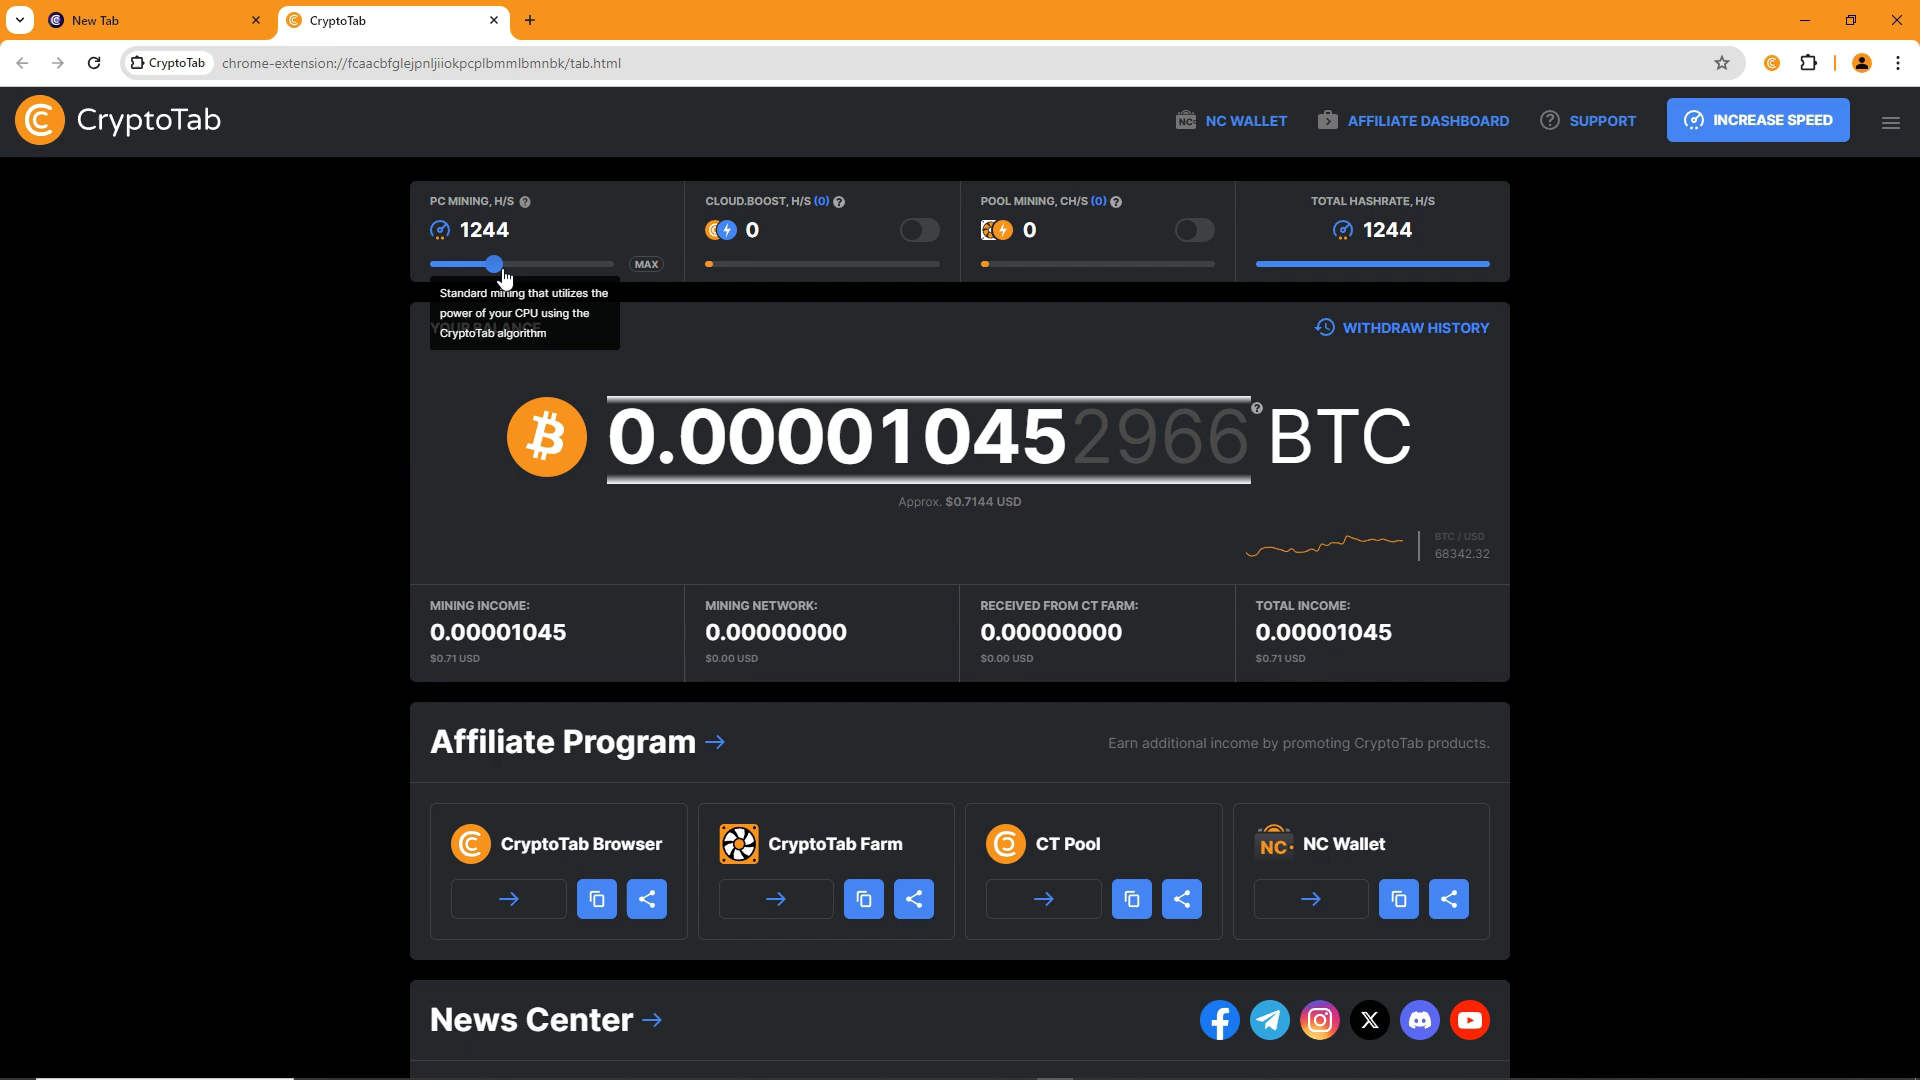 New Tab
CryptoTab
CryptoTab
chrome-extension://fcaacbfglejpnljiiokpcplbmmlbmnbk/tab.html
CryptoTab
NC WALLET
AFFILIATE DASHBOARD
SUPPORT
INCREASE SPEED
PC MINING, H/S
1244
MAX
CLOUD.BOOST, H/S (0)
0
POOL MINING, CH/S (0)
0
TOTAL HASHRATE, H/S
1244
Standard mining that utilizes the
power of your CPU using the
CryptoTab algorithm
YOUR BALANCE
WITHDRAW HISTORY
0.000010452966 BTC
Approx. $0.7144 USD
BTC / USD
68342.32
MINING INCOME:
0.00001045
$0.71 USD
MINING NETWORK:
0.00000000
$0.00 USD
RECEIVED FROM CT FARM:
0.00000000
$0.00 USD
TOTAL INCOME:
0.00001045
$0.71 USD
Affiliate Program
Earn additional income by promoting CryptoTab products.
CryptoTab Browser
CryptoTab Farm
CT Pool
NC
NC Wallet
News Center